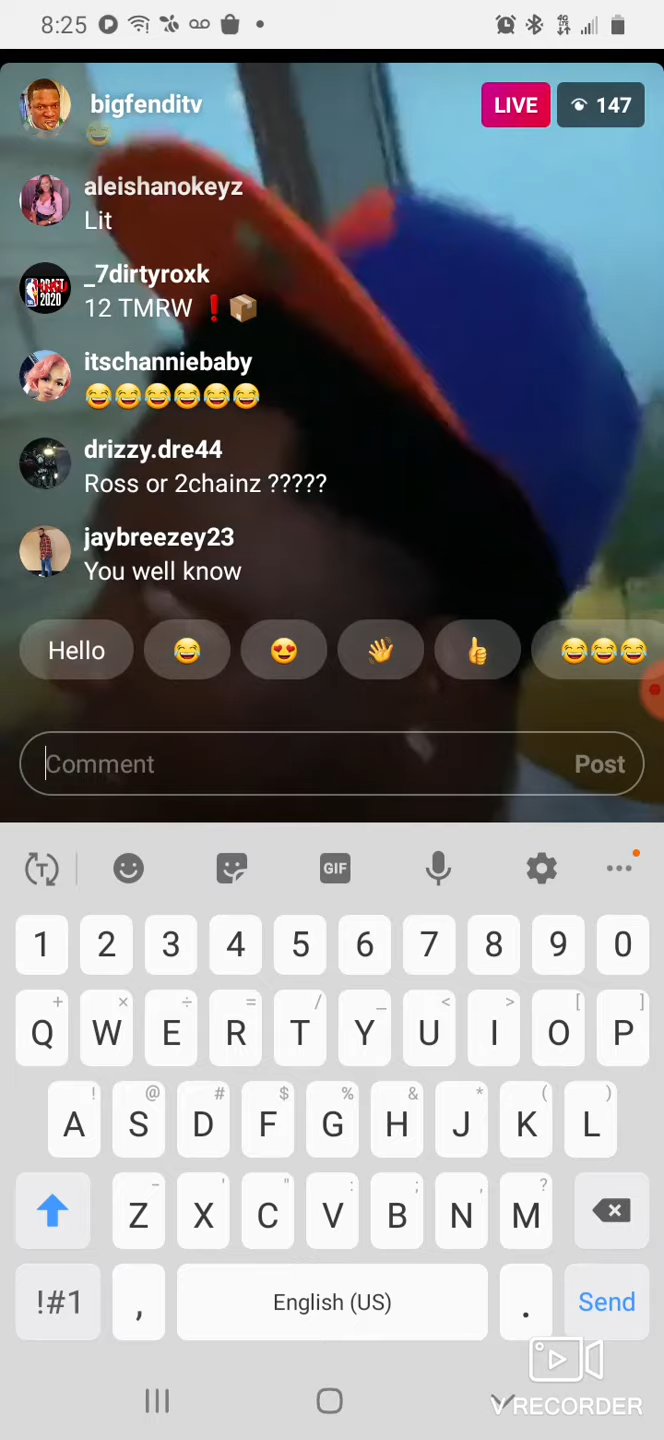 8:25
bigfenditv
LIVE
147
😂
aleishanokeyz
Lit
_7dirtyroxk
12 TMRW ❗📦
itschanniebaby
😂😂😂😂😂😂
drizzy.dre44
Ross or 2chainz ?????
jaybreezey23
You well know
Hello 😂 😍 👋 👍 😂😂😂
Comment
Post
GIF
1 2 3 4 5 6 7 8 9 0
+ × ÷ = / _ < > [ ]
Q W E R T Y U I O P
! @ # $ % & * ( )
A S D F G H J K L
- ' " : ; , ?
Z X C V B N M
!#1 , English (US) . Send
V RECORDER